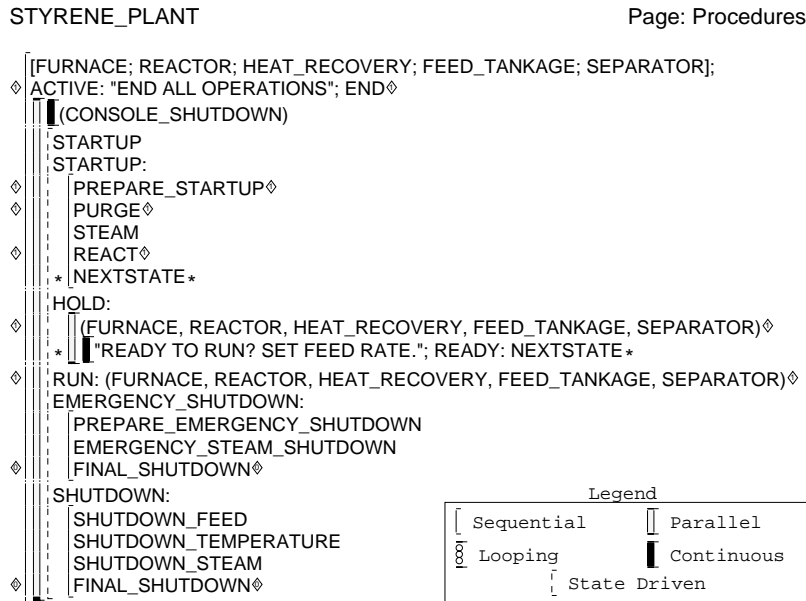 STYRENE_PLANT Page: Procedures
[FURNACE; REACTOR; HEAT_RECOVERY; FEED_TANKAGE; SEPARATOR];
ACTIVE: "END ALL OPERATIONS"; END
(CONSOLE_SHUTDOWN)
STARTUP
STARTUP:
PREPARE_STARTUP
PURGE
STEAM
REACT
* NEXTSTATE *
HOLD:
(FURNACE, REACTOR, HEAT_RECOVERY, FEED_TANKAGE, SEPARATOR)
* "READY TO RUN? SET FEED RATE."; READY: NEXTSTATE *
RUN: (FURNACE, REACTOR, HEAT_RECOVERY, FEED_TANKAGE, SEPARATOR)
EMERGENCY_SHUTDOWN:
PREPARE_EMERGENCY_SHUTDOWN
EMERGENCY_STEAM_SHUTDOWN
FINAL_SHUTDOWN
SHUTDOWN:
SHUTDOWN_FEED
SHUTDOWN_TEMPERATURE
SHUTDOWN_STEAM
FINAL_SHUTDOWN
Legend
Sequential Parallel
Looping Continuous
State Driven